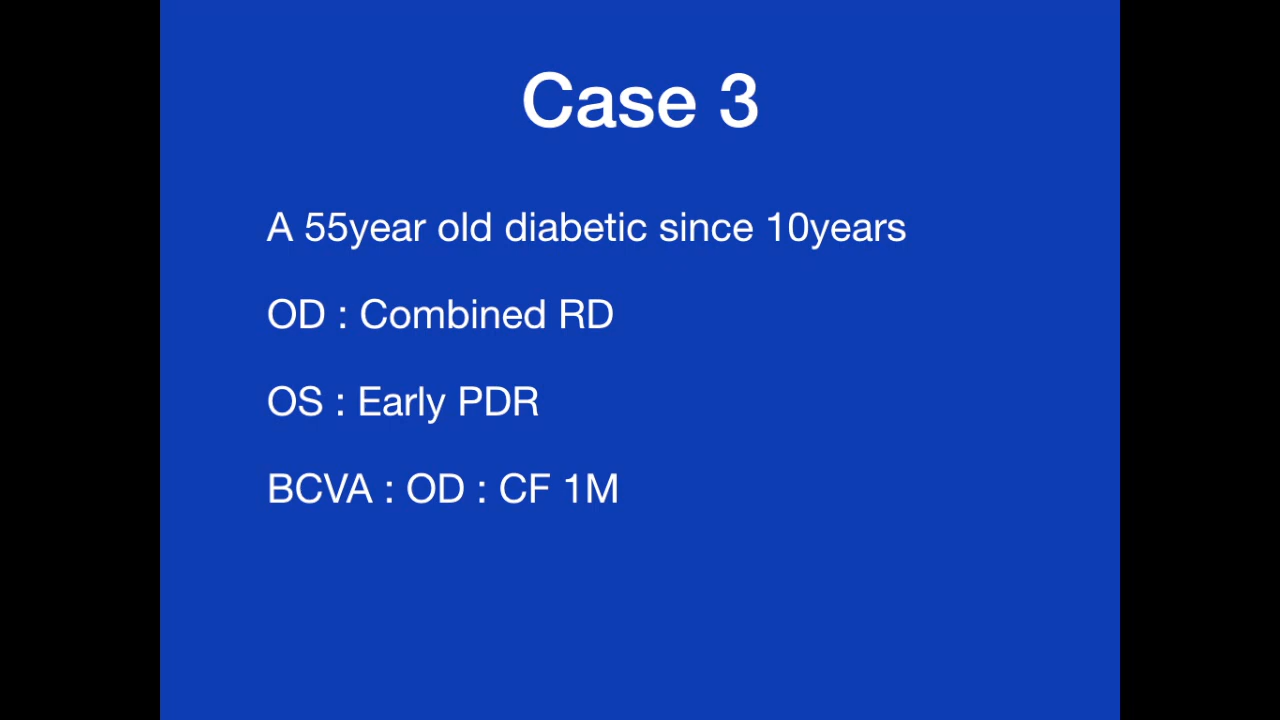 Case 3
A 55year old diabetic since 10years
OD : Combined RD
OS : Early PDR
BCVA : OD : CF 1M